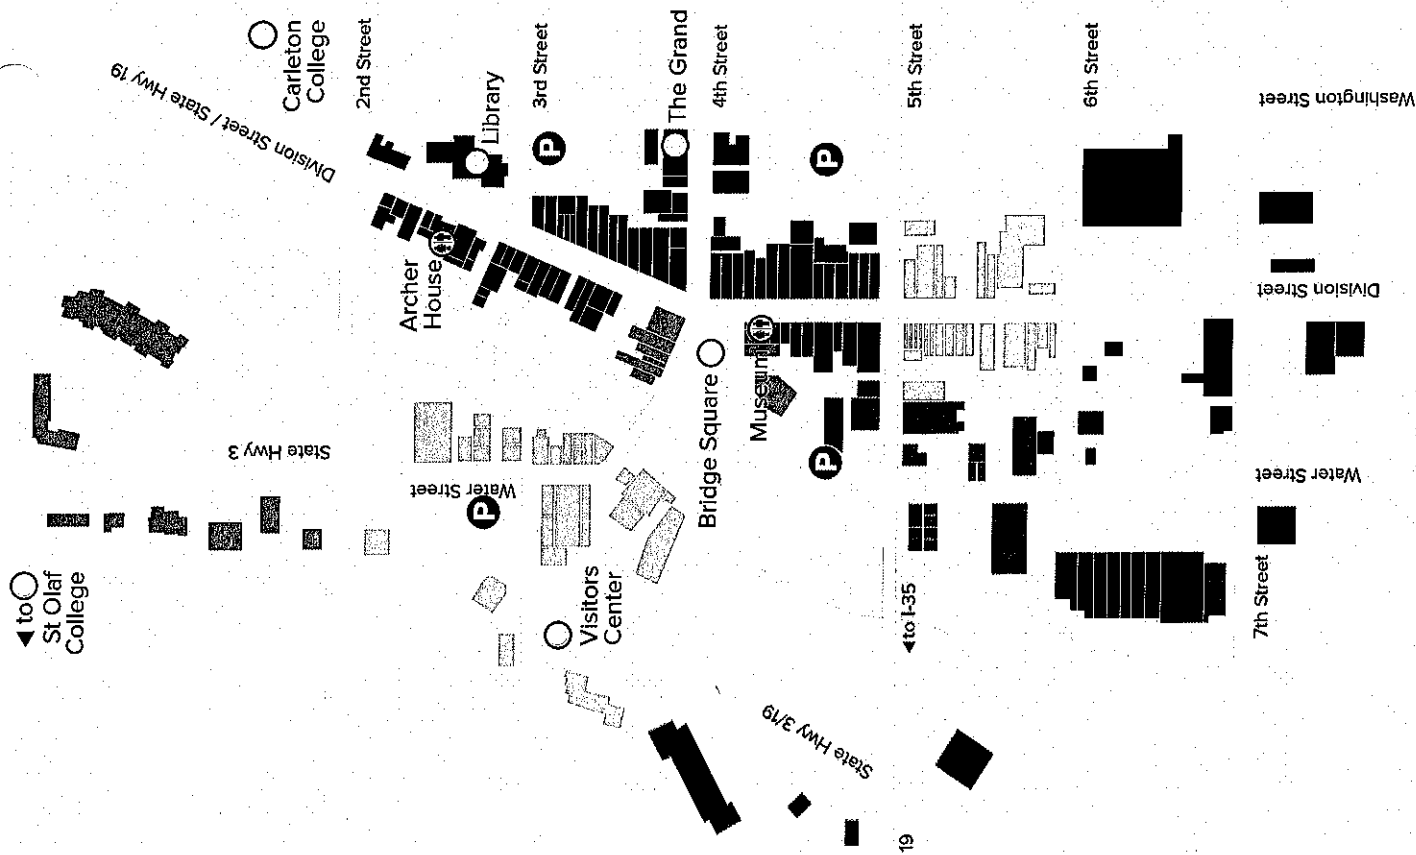 Carleton
College
2nd Street
3rd Street
The Grand
4th Street
5th Street
6th Street
Washington Street
Division Street / State Hwy 19
Library
P
P
Archer
House
Division Street
State Hwy 3
Water Street
P
Bridge Square
Museum
P
Water Street
to
St Olaf
College
Visitors
Center
to I-35
7th Street
State Hwy 3/19
19